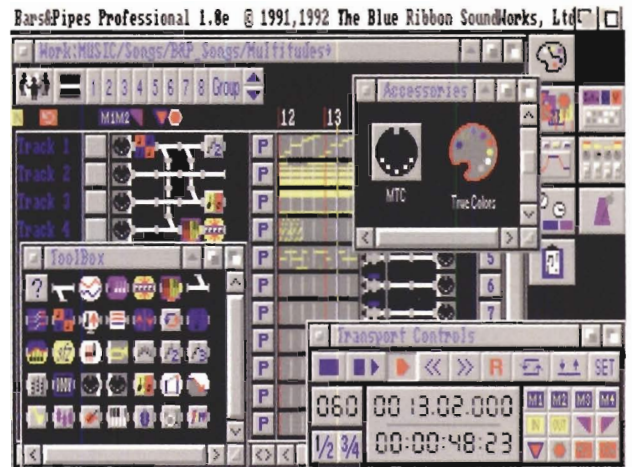 Bars&Pipes Professional 1.8e © 1991,1992 The Blue Ribbon SoundWorks, Ltd
Work:MUSIC/Songs/B&P_Songs/Multitudes+
1 2 3 4 5 6 7 8 Group
M1M2
12 13
Track 1 P
Track 2 P
Track 3 P
Track 4 P
Accessories
MTC
True Colors
ToolBox
?
P 5
P 6
P 7
P
P
P
P
Transport Controls
R SET
060 00 13.02.000
M1 M2 M3 M4
IN OUT
1/2 3/4 00:00:48:23